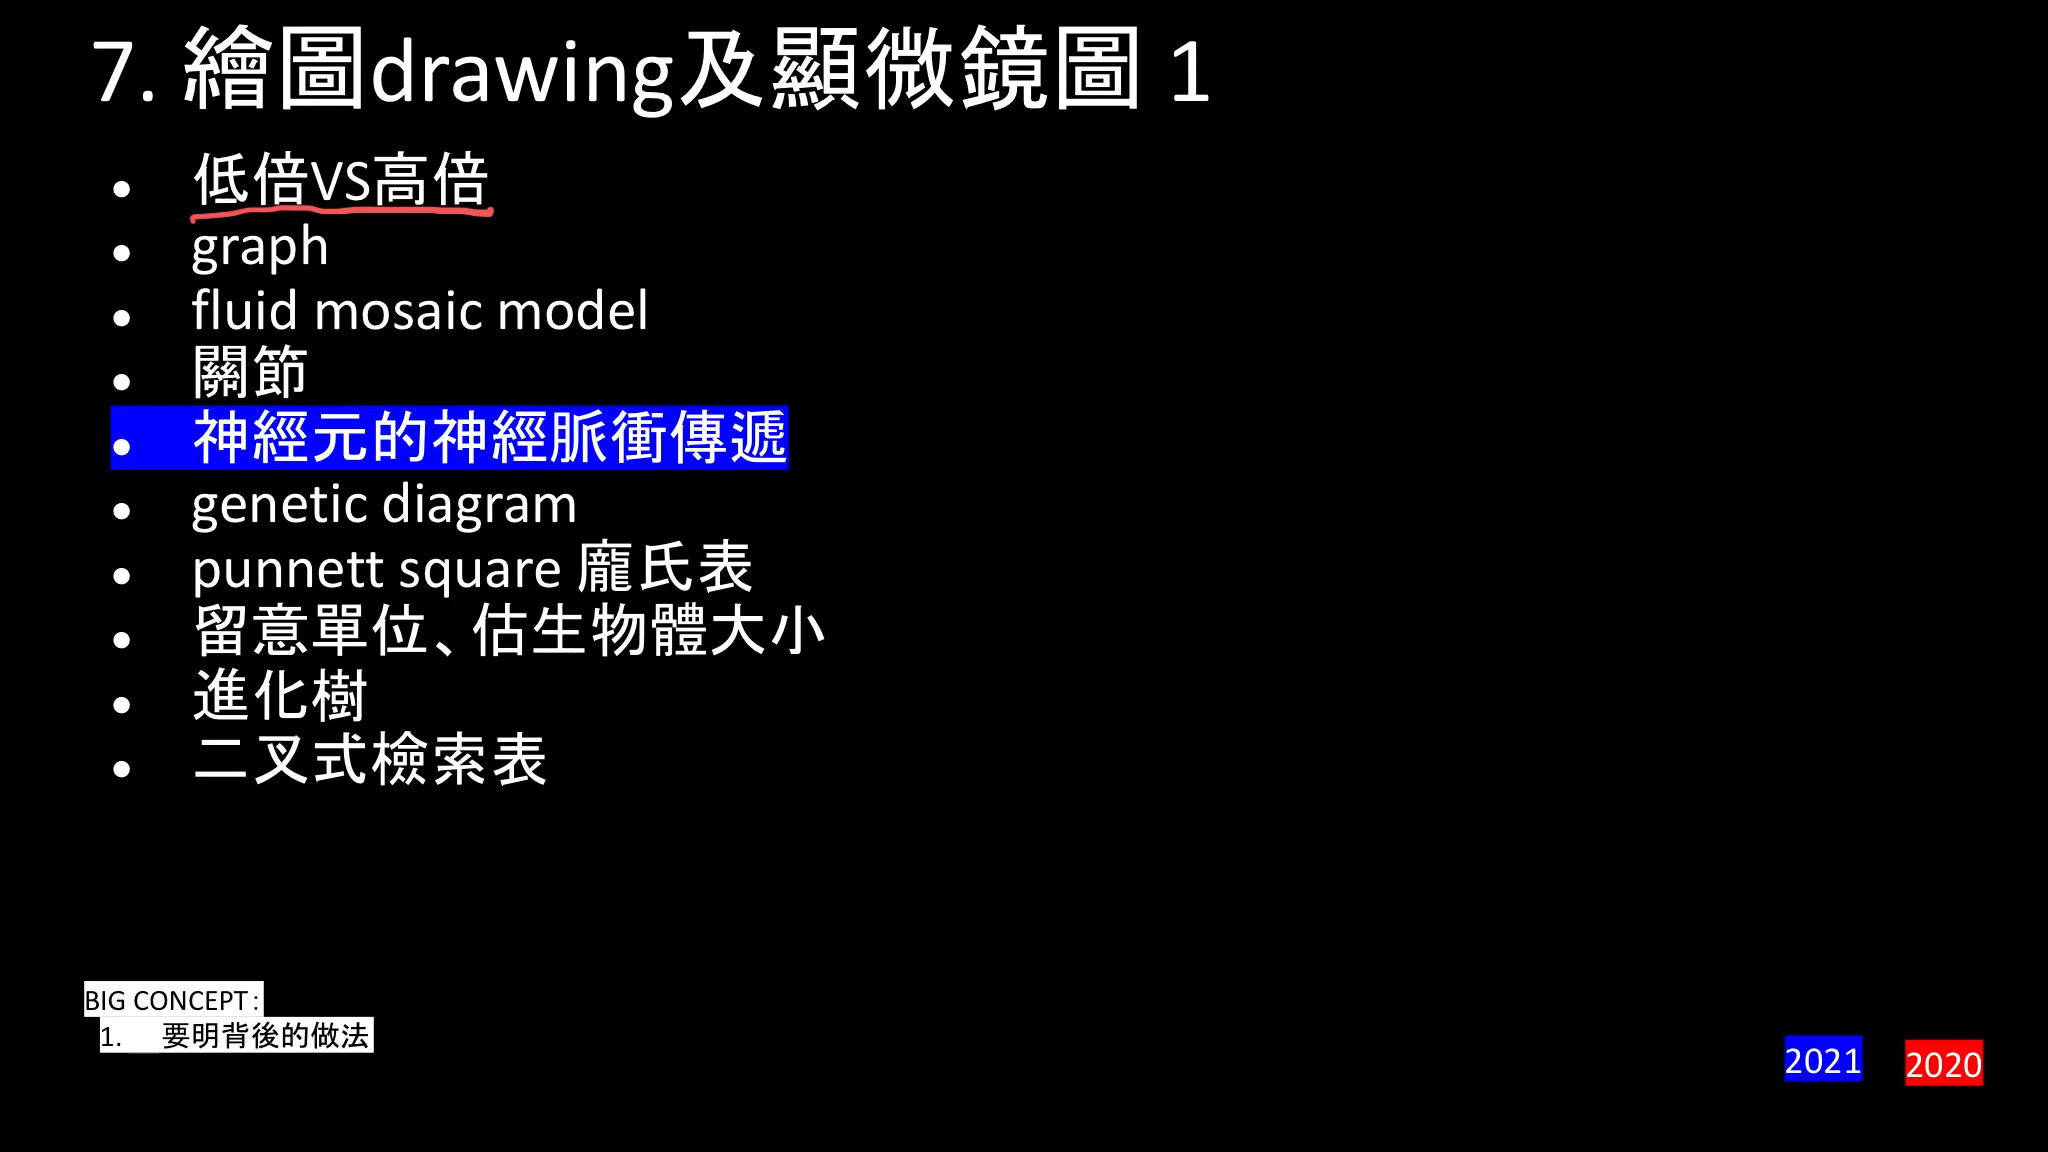 7. 繪圖drawing及顯微鏡圖 1
● 低倍VS高倍
● graph
● fluid mosaic model
● 關節
● 神經元的神經脈衝傳遞
● genetic diagram
● punnett square 龐氏表
● 留意單位、估生物體大小
● 進化樹
● 二叉式檢索表
BIG CONCEPT:
1. 要明背後的做法
2021
2020